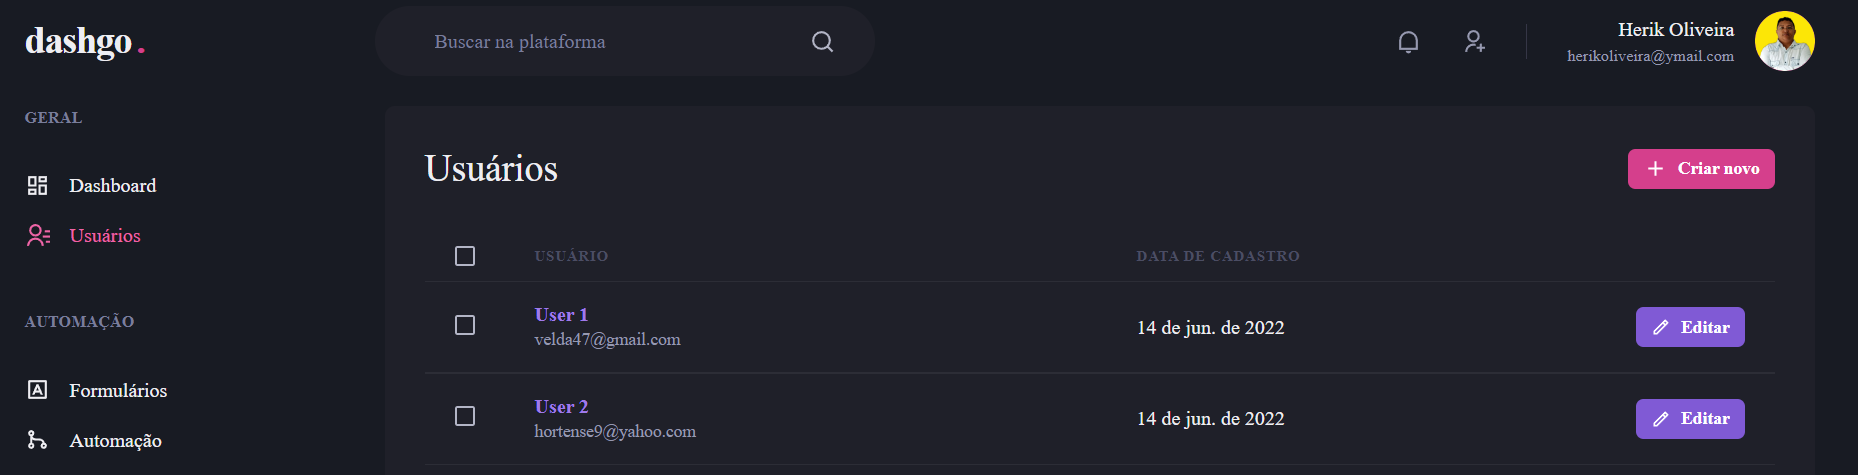 dashgo.
Buscar na plataforma
Herik Oliveira
herikoliveira@ymail.com
GERAL
Dashboard
Usuários
AUTOMAÇÃO
Formulários
Automação
Usuários
Criar novo
USUÁRIO
DATA DE CADASTRO
User 1
velda47@gmail.com
14 de jun. de 2022
Editar
User 2
hortense9@yahoo.com
14 de jun. de 2022
Editar